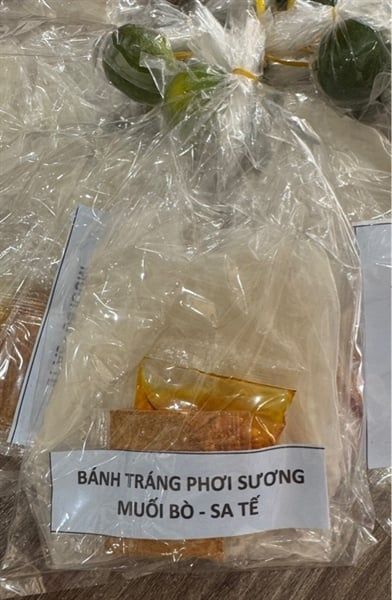 BÁNH TRÁNG PHƠI SƯƠNG
MUỐI BÒ - SA TẾ